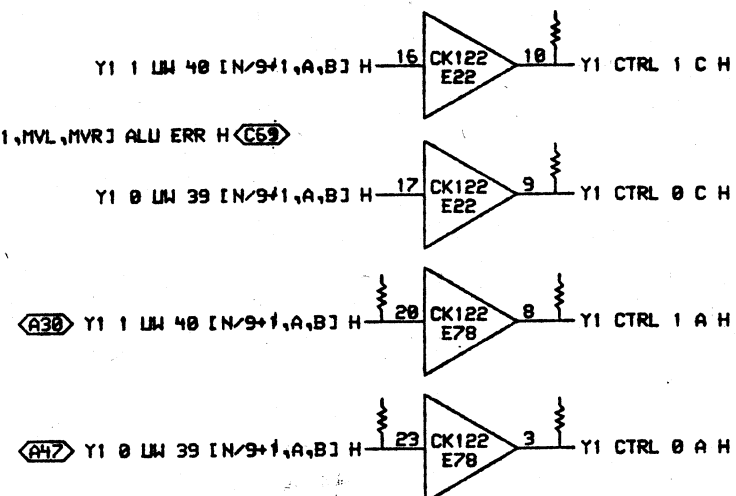 Y1 1 UW 40 [N/9+1,A,B] H 16 CK122 10 Y1 CTRL 1 C H
E22
1,MVL,MVR] ALU ERR H C69
Y1 0 UW 39 [N/9+1,A,B] H 17 CK122 9 Y1 CTRL 0 C H
E22
A30 Y1 1 UW 40 [N/9+1,A,B] H 20 CK122 8 Y1 CTRL 1 A H
E78
A47 Y1 0 UW 39 [N/9+1,A,B] H 23 CK122 3 Y1 CTRL 0 A H
E78